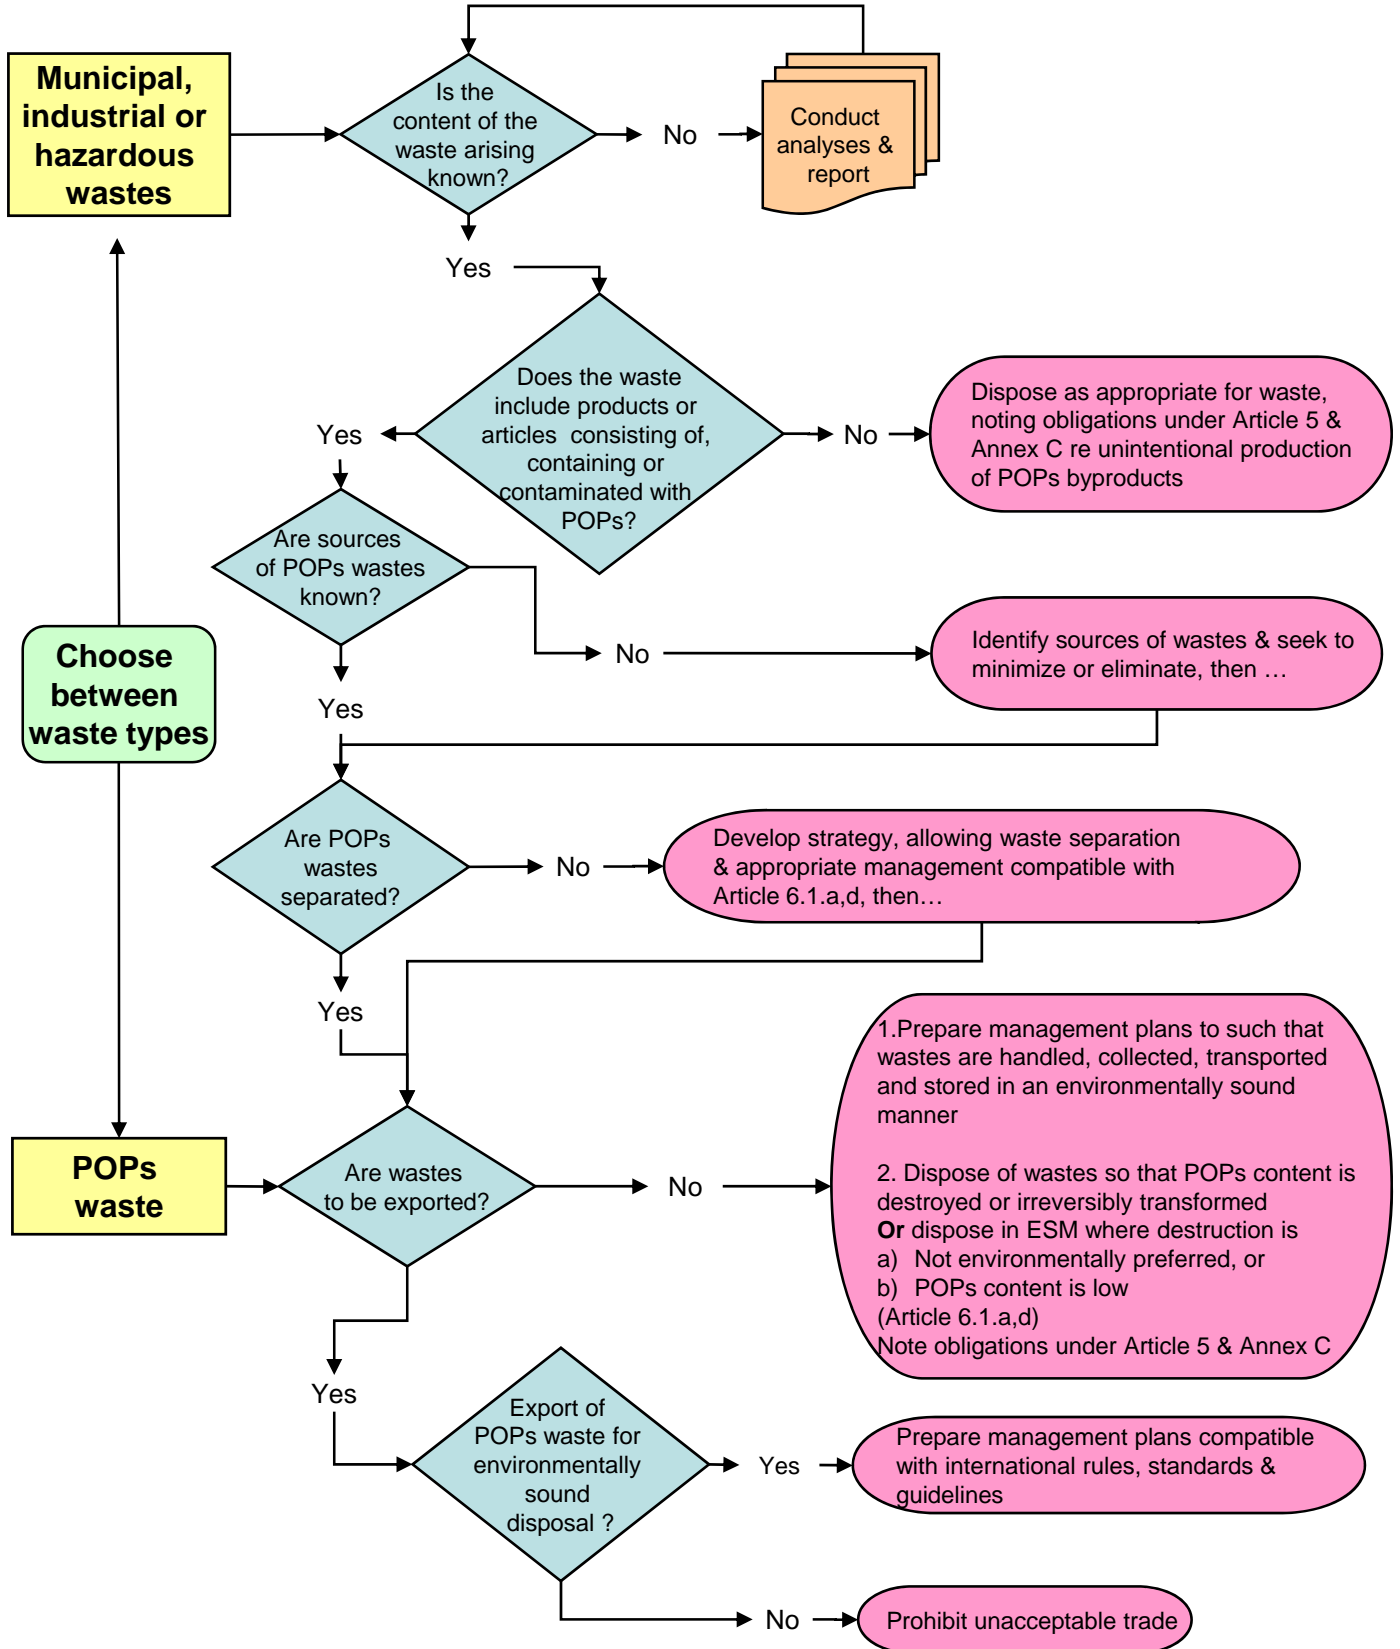 Municipal,
industrial or
hazardous
wastes
Is the
content of the
waste arising
known?
No
Conduct
analyses &
report
Yes
Does the waste
include products or
articles  consisting of,
containing or
contaminated with
POPs?
No
Dispose as appropriate for waste,
noting obligations under Article 5 &
Annex C re unintentional production
of POPs byproducts
Yes
Are sources
of POPs wastes
known?
No
Identify sources of wastes & seek to
minimize or eliminate, then …
Choose
between
waste types
Yes
Are POPs
wastes
separated?
No
Develop strategy, allowing waste separation
& appropriate management compatible with
Article 6.1.a,d, then…
Yes
POPs
waste
Are wastes
to be exported?
No
1.Prepare management plans to such that
wastes are handled, collected, transported
and stored in an environmentally sound
manner
2. Dispose of wastes so that POPs content is
destroyed or irreversibly transformed
Or dispose in ESM where destruction is
a) Not environmentally preferred, or
b) POPs content is low
(Article 6.1.a,d)
Note obligations under Article 5 & Annex C
Yes
Export of
POPs waste for
environmentally
sound
disposal ?
Yes
Prepare management plans compatible
with international rules, standards &
guidelines
No
Prohibit unacceptable trade